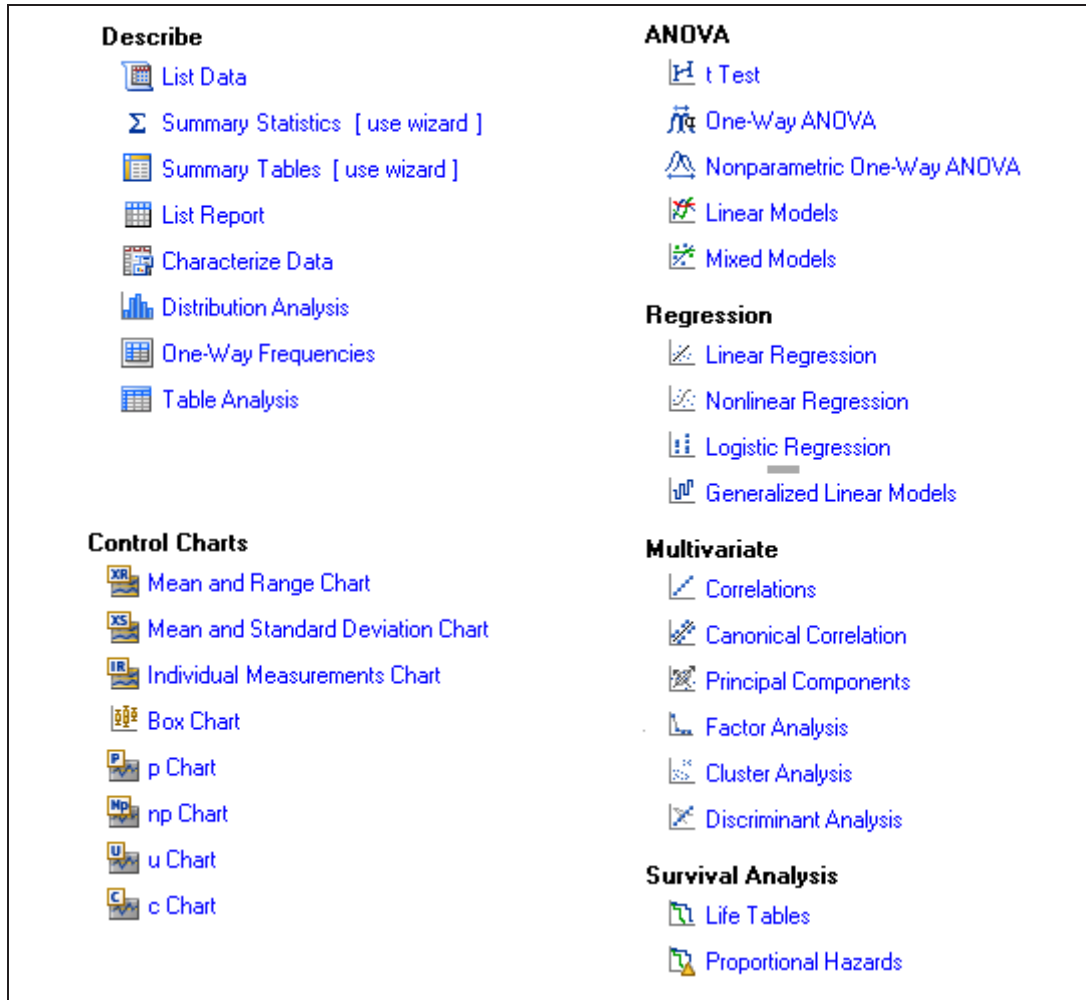 Describe
List Data
Summary Statistics [ use wizard ]
Summary Tables [ use wizard ]
List Report
Characterize Data
Distribution Analysis
One-Way Frequencies
Table Analysis
Control Charts
XR Mean and Range Chart
XS Mean and Standard Deviation Chart
IR Individual Measurements Chart
Box Chart
P p Chart
Np np Chart
U u Chart
C c Chart
ANOVA
t Test
One-Way ANOVA
Nonparametric One-Way ANOVA
Linear Models
Mixed Models
Regression
Linear Regression
Nonlinear Regression
Logistic Regression
Generalized Linear Models
Multivariate
Correlations
Canonical Correlation
Principal Components
Factor Analysis
Cluster Analysis
Discriminant Analysis
Survival Analysis
Life Tables
Proportional Hazards